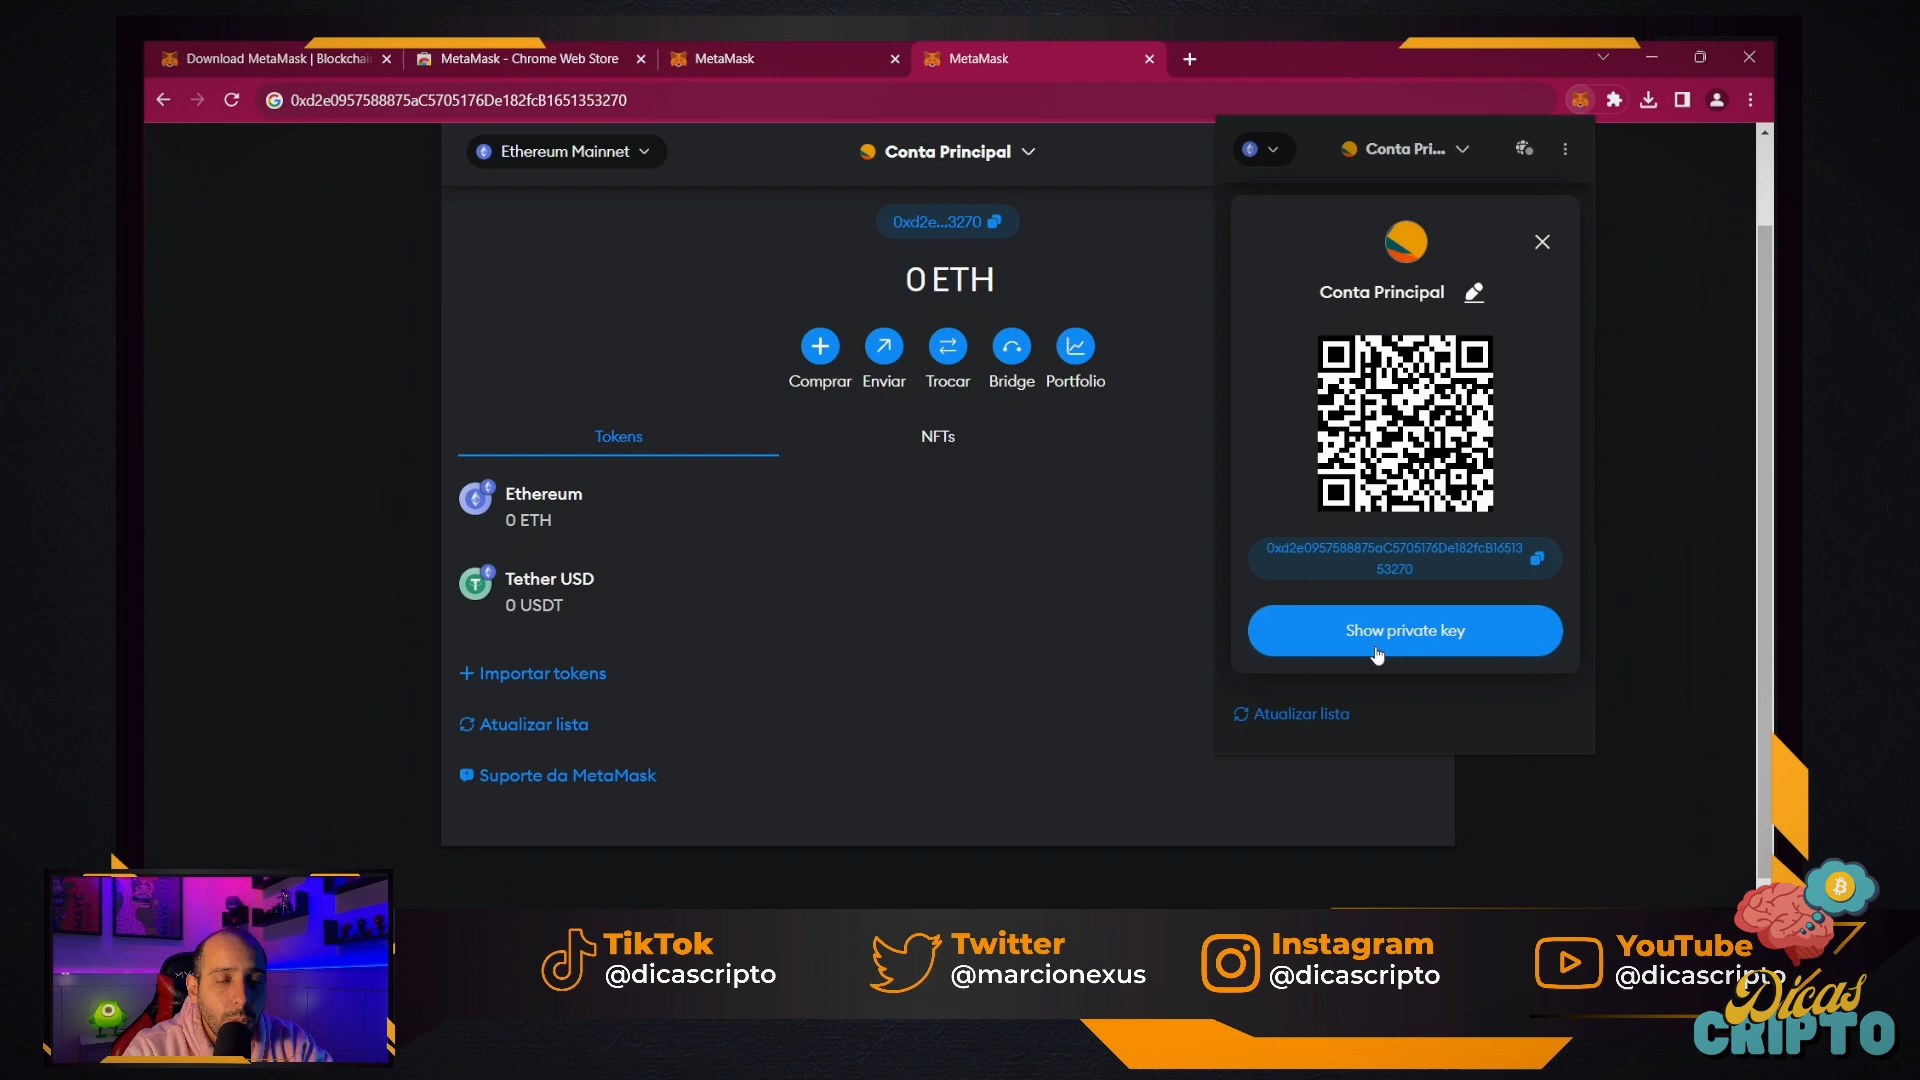 Download MetaMask | Blockchai
MetaMask - Chrome Web Store
MetaMask
MetaMask
0xd2e0957588875aC5705176De182fcB1651353270
Ethereum Mainnet
Conta Principal
Conta Pri...
0xd2e...3270
0 ETH
Comprar
Enviar
Trocar
Bridge
Portfolio
Tokens
NFTs
Ethereum
0 ETH
Tether USD
0 USDT
+ Importar tokens
Atualizar lista
Suporte da MetaMask
Conta Principal
0xd2e0957588875aC5705176De182fcB16513
53270
Show private key
Atualizar lista
MAYC
MAYC
TikTok
@dicascripto
Twitter
@marcionexus
Instagram
@dicascripto
YouTube
@dicascripto
Dicas
CRIPTO